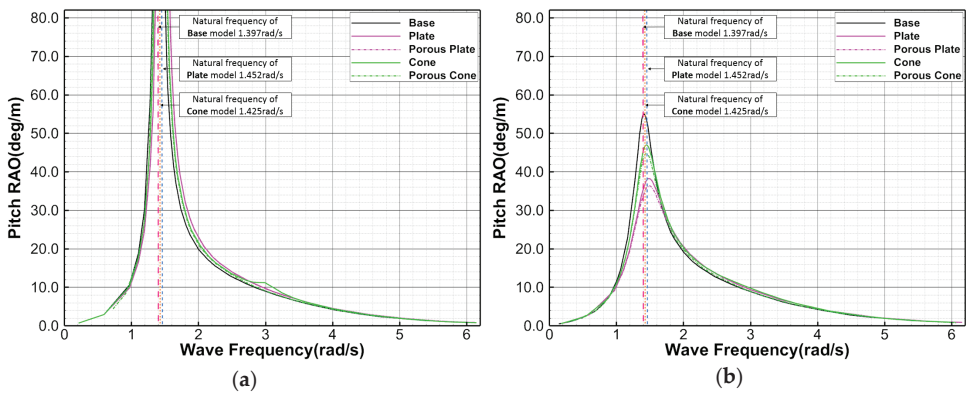 80.0
70.0
60.0
50.0
40.0
30.0
20.0
10.0
0.0
Pitch RAO(deg/m)
Natural frequency of
Base model 1.397rad/s
Natural frequency of
Plate model 1.452rad/s
Natural frequency of
Cone model 1.425rad/s
Base
Plate
Porous Plate
Cone
Porous Cone
0 1 2 3 4 5 6
Wave Frequency(rad/s)
(a)
80.0
70.0
60.0
50.0
40.0
30.0
20.0
10.0
0.0
Pitch RAO(deg/m)
Natural frequency of
Base model 1.397rad/s
Natural frequency of
Plate model 1.452rad/s
Natural frequency of
Cone model 1.425rad/s
Base
Plate
Porous Plate
Cone
Porous Cone
0 1 2 3 4 5 6
Wave Frequency(rad/s)
(b)